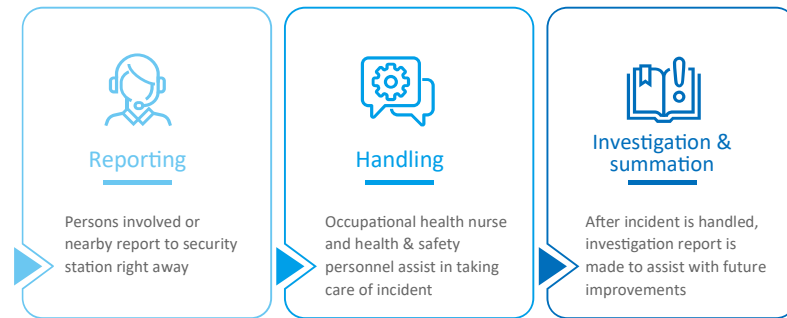 Reporting
Persons involved or
nearby report to security
station right away
Handling
Occupational health nurse
and health & safety
personnel assist in taking
care of incident
Investigation &
summation
After incident is handled,
investigation report is
made to assist with future
improvements